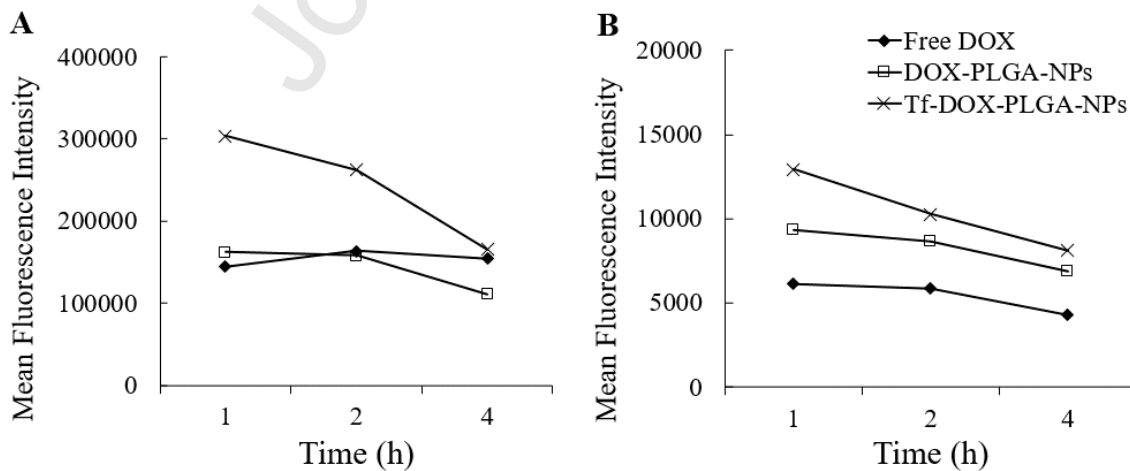 A
Mean Fluorescence Intensity
400000
300000
200000
100000
0
1 2 4
Time (h)
B
Mean Fluorescence Intensity
20000
15000
10000
5000
0
1 2 4
Time (h)
Free DOX
DOX-PLGA-NPs
Tf-DOX-PLGA-NPs
Jo